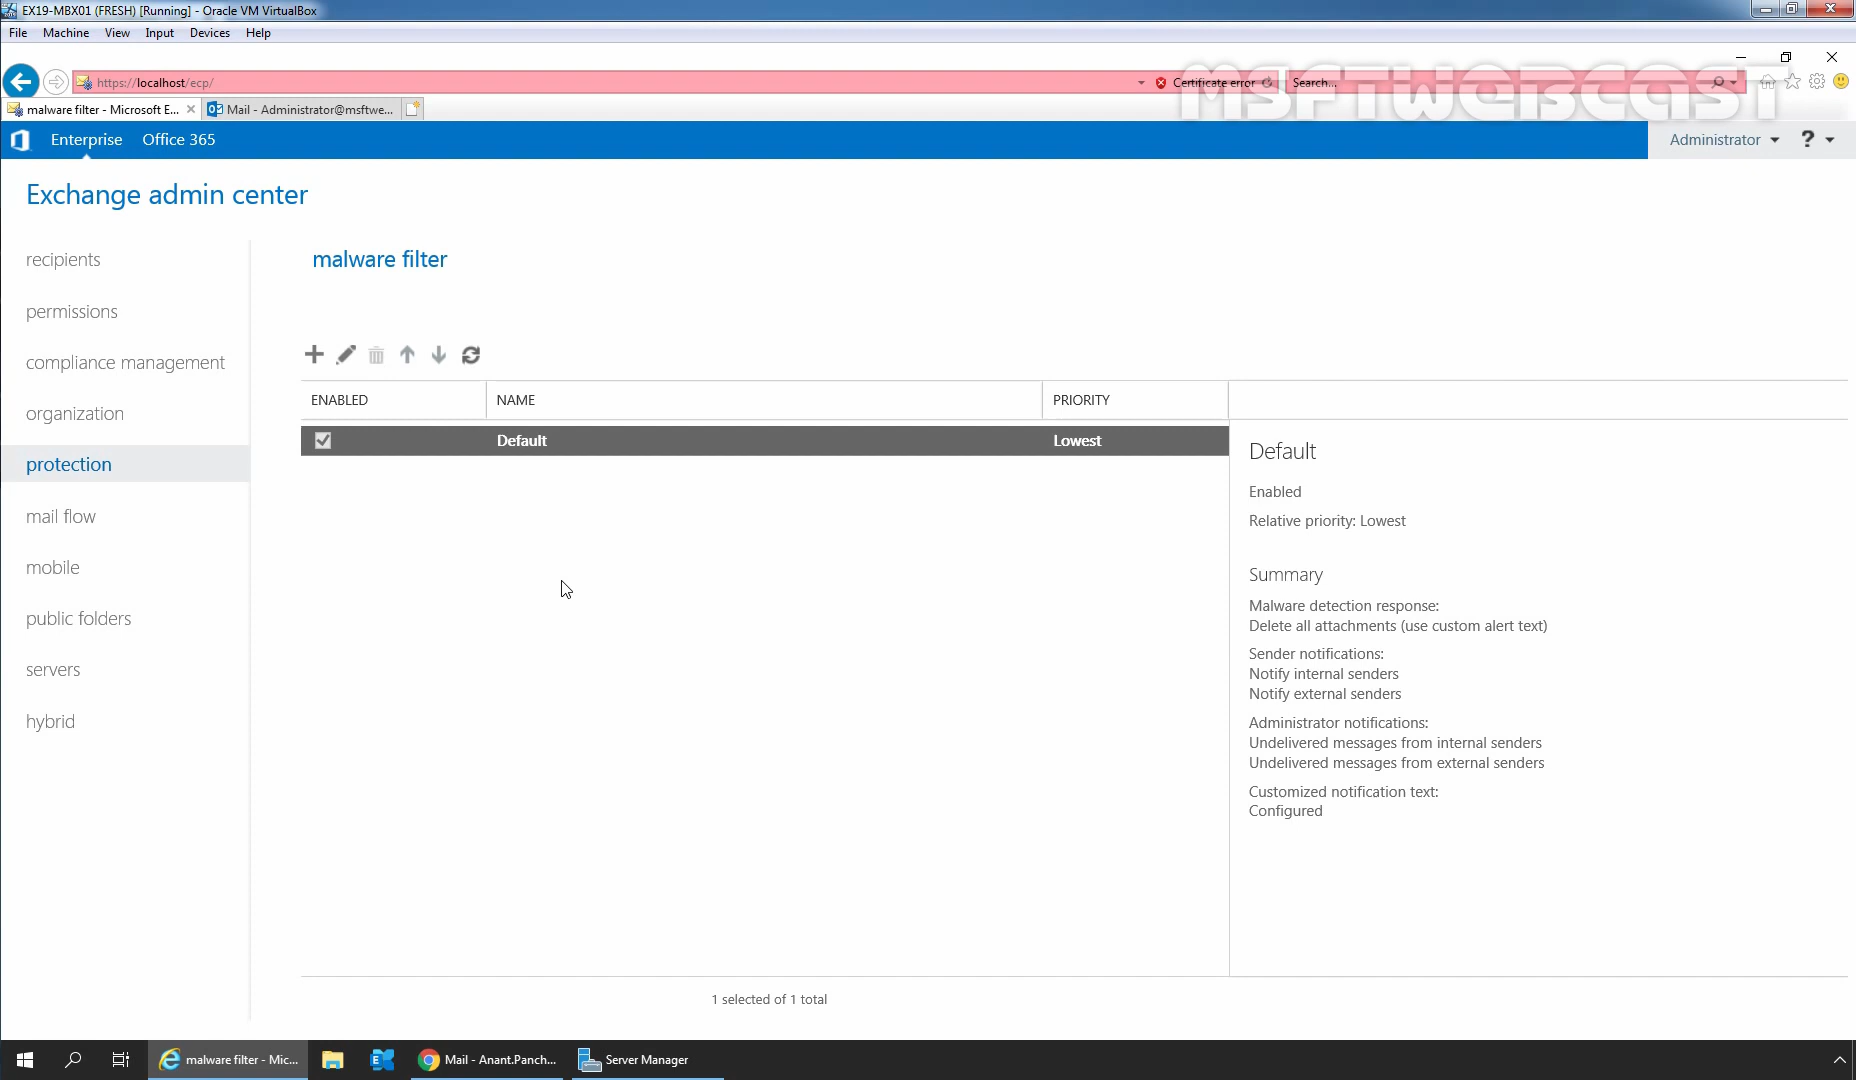 EX19-MBX01 (FRESH) [Running] - Oracle VM VirtualBox
File Machine View Input Devices Help
https://localhost/ecp/ Certificate error Search...
malware filter - Microsoft E... Mail - Administrator@msftwe...
MSFTWEBCAST
Enterprise Office 365 Administrator ?
Exchange admin center
recipients
permissions
compliance management
organization
protection
mail flow
mobile
public folders
servers
hybrid
malware filter
ENABLED NAME PRIORITY
Default Lowest
Default
Enabled
Relative priority: Lowest
Summary
Malware detection response:
Delete all attachments (use custom alert text)
Sender notifications:
Notify internal senders
Notify external senders
Administrator notifications:
Undelivered messages from internal senders
Undelivered messages from external senders
Customized notification text:
Configured
1 selected of 1 total
malware filter - Mic... Mail - Anant.Panch... Server Manager